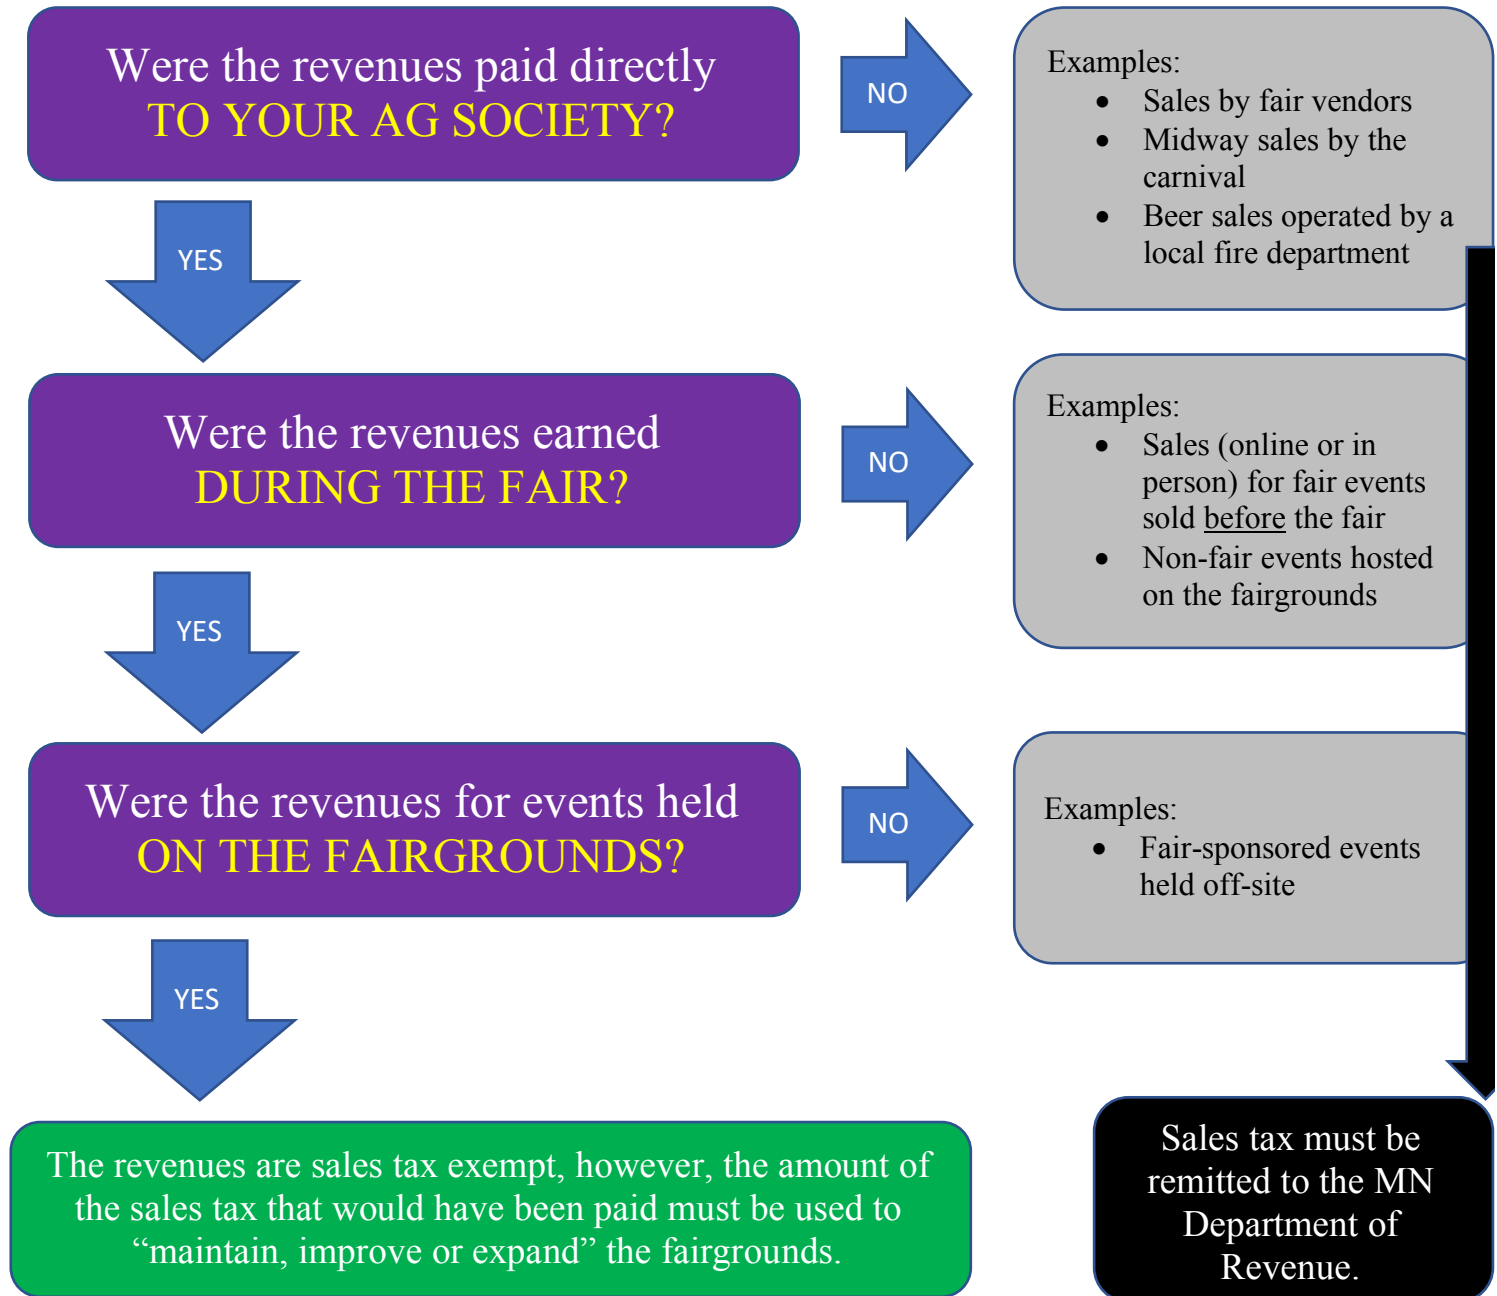 Were the revenues paid directly
TO YOUR AG SOCIETY?
NO
Examples:
• Sales by fair vendors
• Midway sales by the
carnival
• Beer sales operated by a
local fire department
YES
Were the revenues earned
DURING THE FAIR?
NO
Examples:
• Sales (online or in
person) for fair events
sold before the fair
• Non-fair events hosted
on the fairgrounds
YES
Were the revenues for events held
ON THE FAIRGROUNDS?
NO
Examples:
• Fair-sponsored events
held off-site
YES
The revenues are sales tax exempt, however, the amount of
the sales tax that would have been paid must be used to
“maintain, improve or expand” the fairgrounds.
Sales tax must be
remitted to the MN
Department of
Revenue.